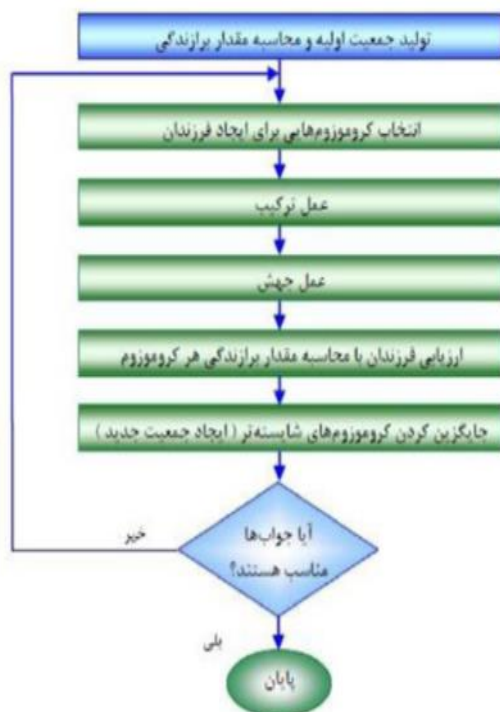 تولید جمعیت اولیه و محاسبه مقدار برازندگی
انتخاب کروموزوم‌هایی برای ایجاد فرزندان
عمل ترکیب
عمل جهش
ارزیابی فرزندان با محاسبه مقدار برازندگی هر کروموزوم
جایگزین کردن کروموزوم‌های شایسته‌تر ( ایجاد جمعیت جدید )
آیا جواب‌ها
مناسب هستند؟
خیر
بلی
پایان